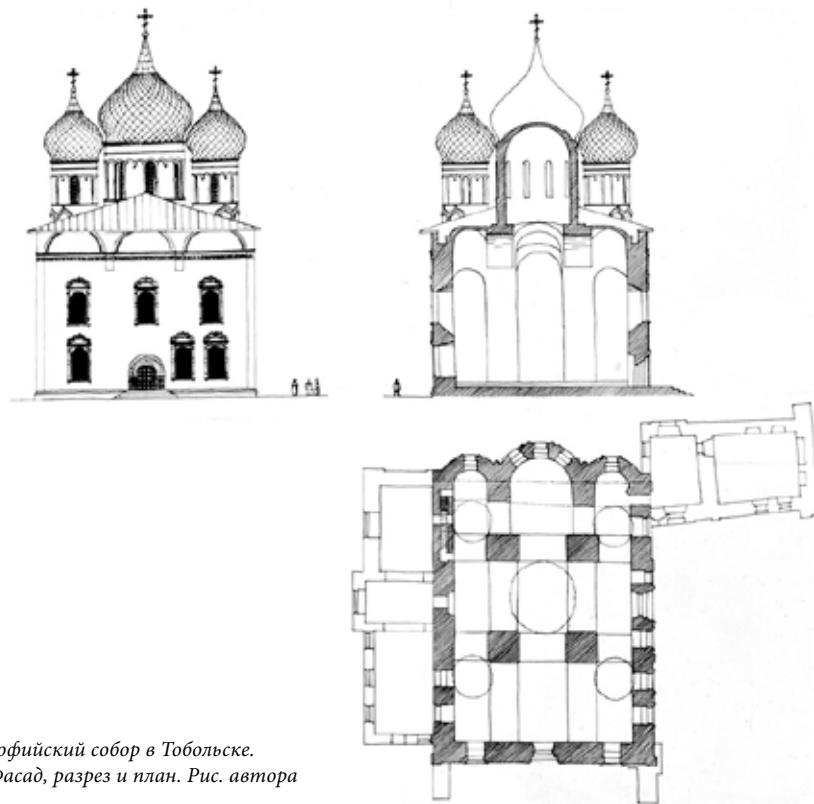 офийский собор в Тобольске.
асад, разрез и план. Рис. автора